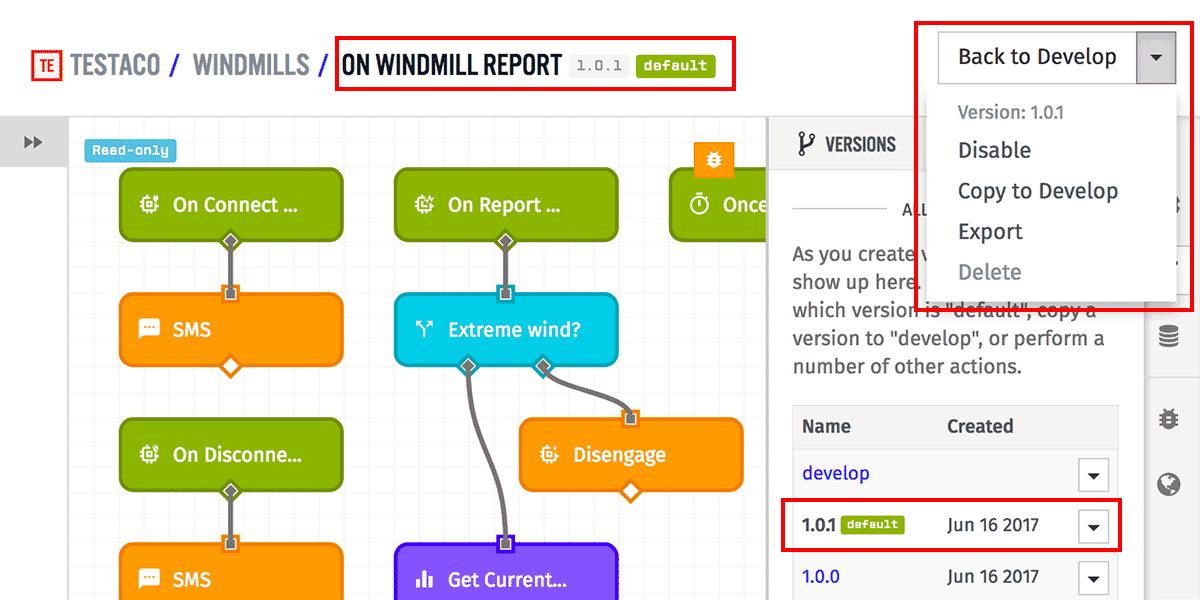 TE TESTACO / WINDMILLS / ON WINDMILL REPORT 1.0.1 default
Back to Develop
Version: 1.0.1
Disable
Copy to Develop
Export
Delete
Read-only
On Connect ...
On Report ...
Once
SMS
Extreme wind?
On Disconne...
Disengage
SMS
Get Current...
VERSIONS
As you create
show up here.
which version is "default", copy a
version to "develop", or perform a
number of other actions.
Name Created
develop
1.0.1 default Jun 16 2017
1.0.0 Jun 16 2017